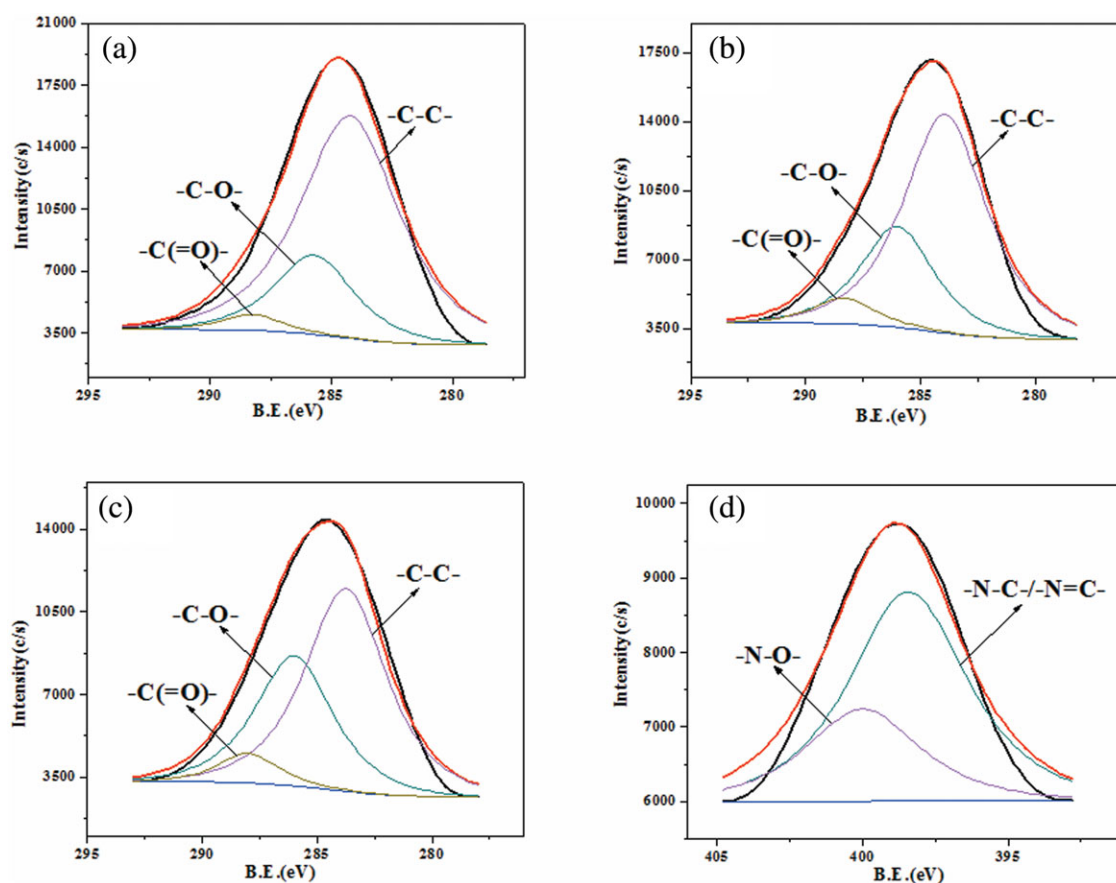 (a)
21000
17500
14000
10500
7000
3500
Intensity(c/s)
-C-C-
-C-O-
-C(=O)-
295 290 285 280
B.E.(eV)
(b)
17500
14000
10500
7000
3500
Intensity(c/s)
-C-C-
-C-O-
-C(=O)-
295 290 285 280
B.E.(eV)
(c)
14000
10500
7000
3500
Intensity(c/s)
-C-C-
-C-O-
-C(=O)-
295 290 285 280
B.E.(eV)
(d)
10000
9000
8000
7000
6000
Intensity(c/s)
-N-C-/-N=C-
-N-O-
405 400 395
B.E.(eV)